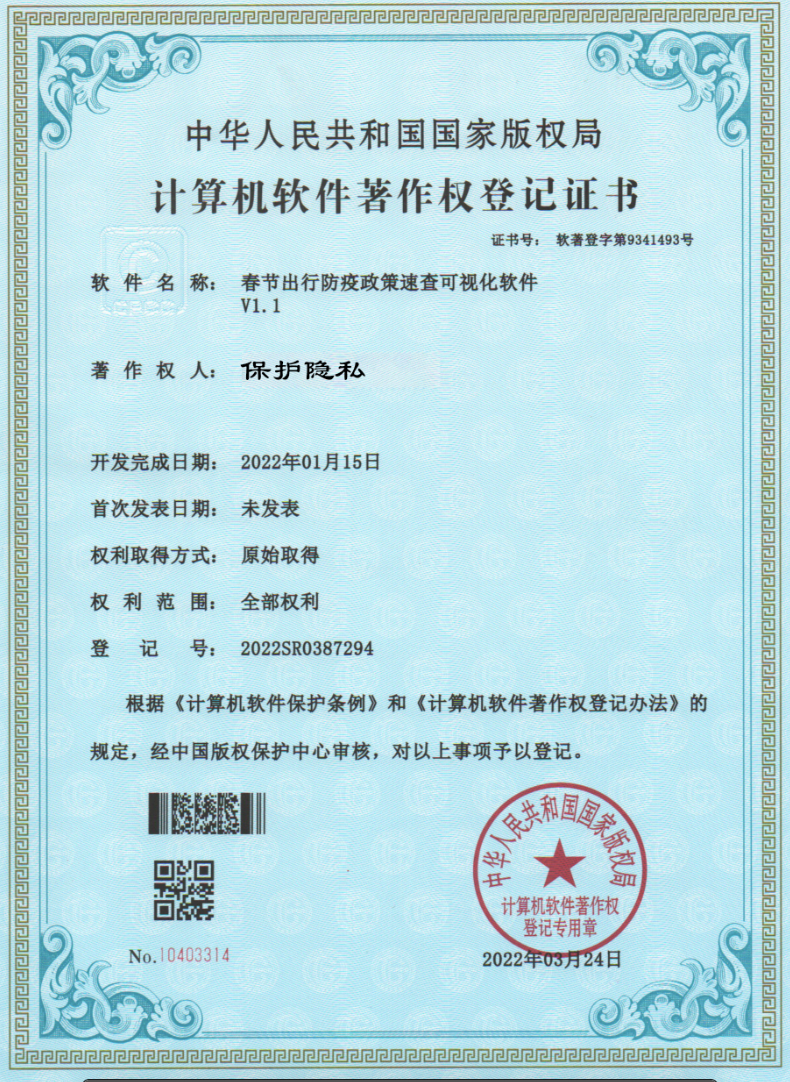 中华人民共和国国家版权局
计算机软件著作权登记证书
证书号： 软著登字第9341493号
CPCC
软件名称： 春节出行防疫政策速查可视化软件
V1.1
著作权人： 保护隐私
开发完成日期： 2022年01月15日
首次发表日期： 未发表
权利取得方式： 原始取得
权利范围： 全部权利
登记号： 2022SR0387294
根据《计算机软件保护条例》和《计算机软件著作权登记办法》的
规定，经中国版权保护中心审核，对以上事项予以登记。
中华人民共和国国家版权局
计算机软件著作权
登记专用章
No.10403314
2022年03月24日